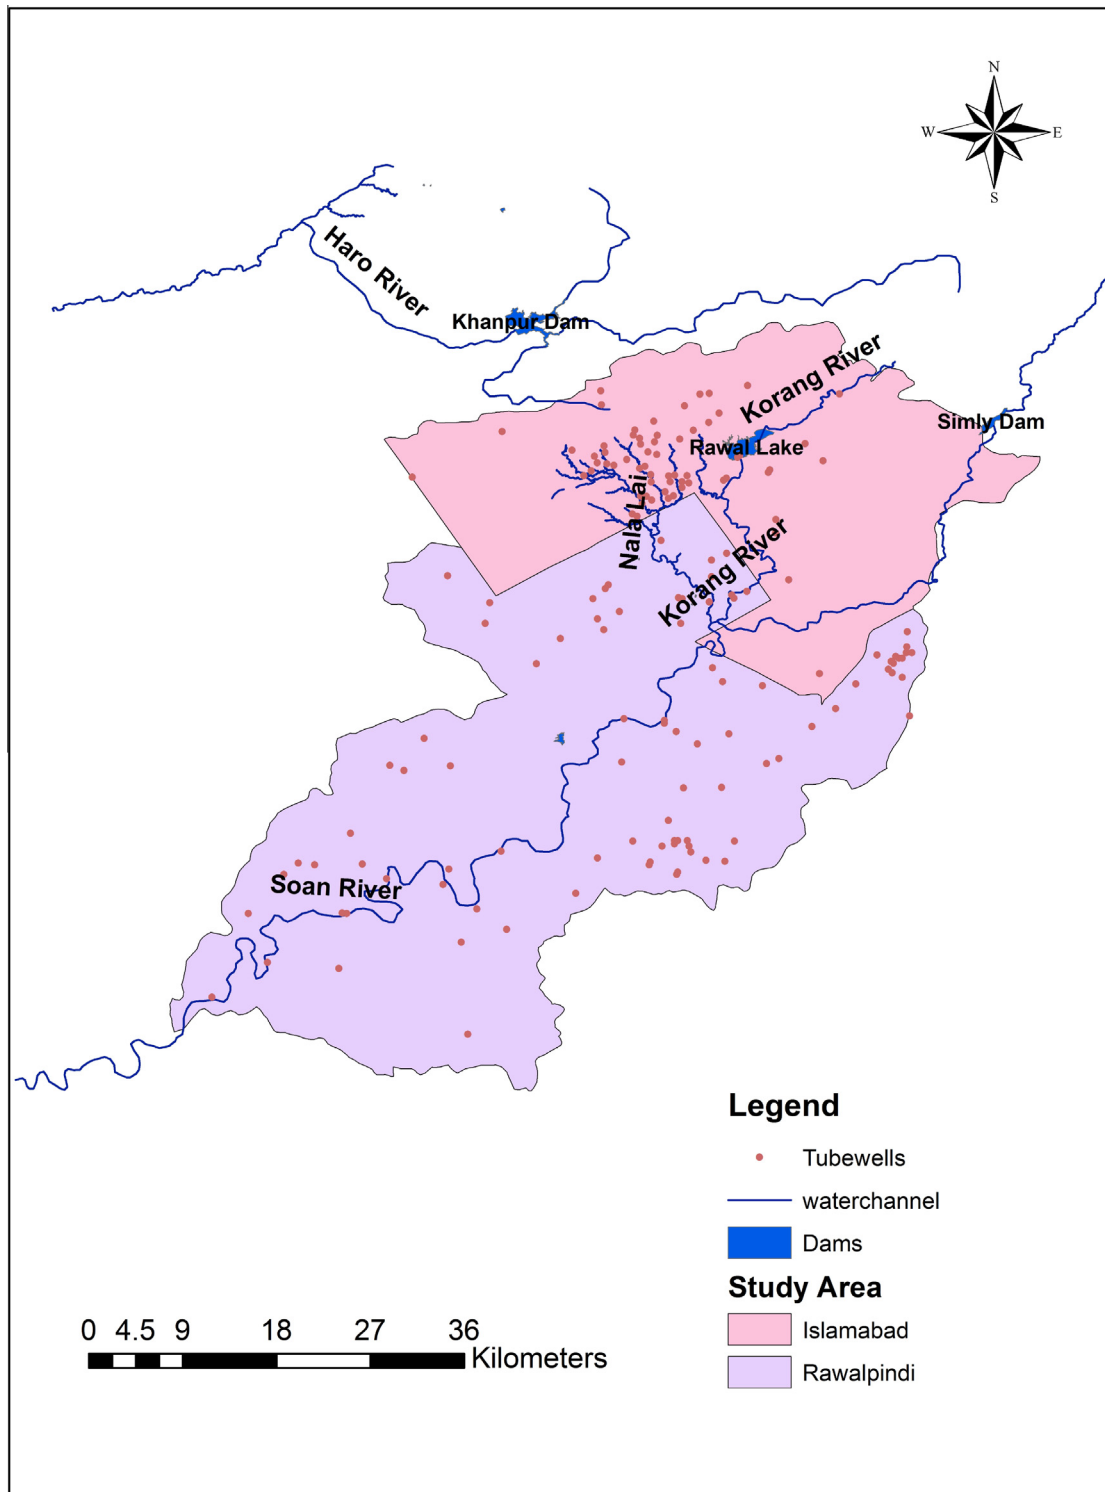 N
W E
S
Haro River
Khanpur Dam
Korang River
Simly Dam
Rawal Lake
Nala Lai
Korang River
Soan River
Legend
Tubewells
waterchannel
Dams
Study Area
Islamabad
Rawalpindi
0 4.5 9 18 27 36
Kilometers